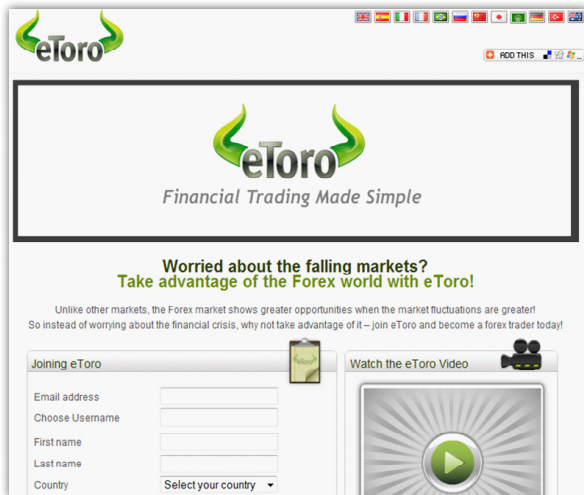 eToro
ADD THIS
eToro
Financial Trading Made Simple
Worried about the falling markets?
Take advantage of the Forex world with eToro!
Unlike other markets, the Forex market shows greater opportunities when the market fluctuations are greater!
So instead of worrying about the financial crisis, why not take advantage of it – join eToro and become a forex trader today!
Joining eToro
eToro
Watch the eToro Video
Email address
Choose Username
First name
Last name
Country
Select your country